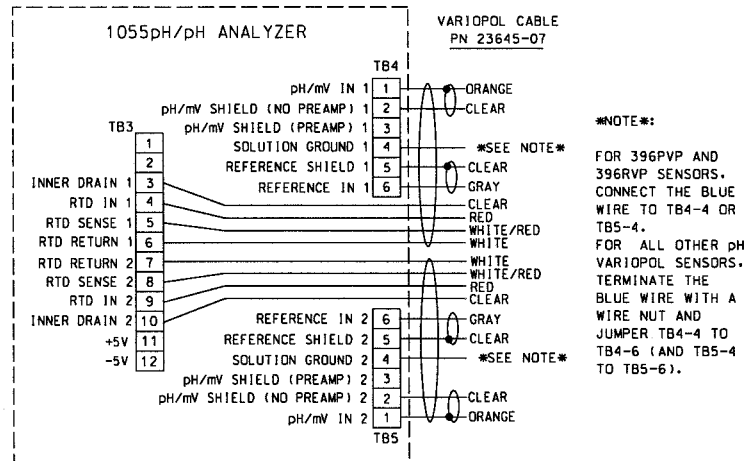 1055pH/pH ANALYZER
VARIOPOL CABLE
PN 23645-07
TB4
pH/mV IN 1 1 ORANGE
pH/mV SHIELD (NO PREAMP) 1 2 CLEAR
pH/mV SHIELD (PREAMP) 1 3
SOLUTION GROUND 1 4 *SEE NOTE*
REFERENCE SHIELD 1 5 CLEAR
REFERENCE IN 1 6 GRAY
TB3
1
2
INNER DRAIN 1 3 CLEAR
RTD IN 1 4 RED
RTD SENSE 1 5 WHITE/RED
RTD RETURN 1 6 WHITE
RTD RETURN 2 7 WHITE
RTD SENSE 2 8 WHITE/RED
RTD IN 2 9 RED
INNER DRAIN 2 10 CLEAR
+5V 11
-5V 12
REFERENCE IN 2 6 GRAY
REFERENCE SHIELD 2 5 CLEAR
SOLUTION GROUND 2 4 *SEE NOTE*
pH/mV SHIELD (PREAMP) 2 3
pH/mV SHIELD (NO PREAMP) 2 2 CLEAR
pH/mV IN 2 1 ORANGE
TB5
*NOTE*:
FOR 396PVP AND
396RVP SENSORS.
CONNECT THE BLUE
WIRE TO TB4-4 OR
TB5-4.
FOR ALL OTHER pH
VARIOPOL SENSORS.
TERMINATE THE
BLUE WIRE WITH A
WIRE NUT AND
JUMPER TB4-4 TO
TB4-6 (AND TB5-4
TO TB5-6).